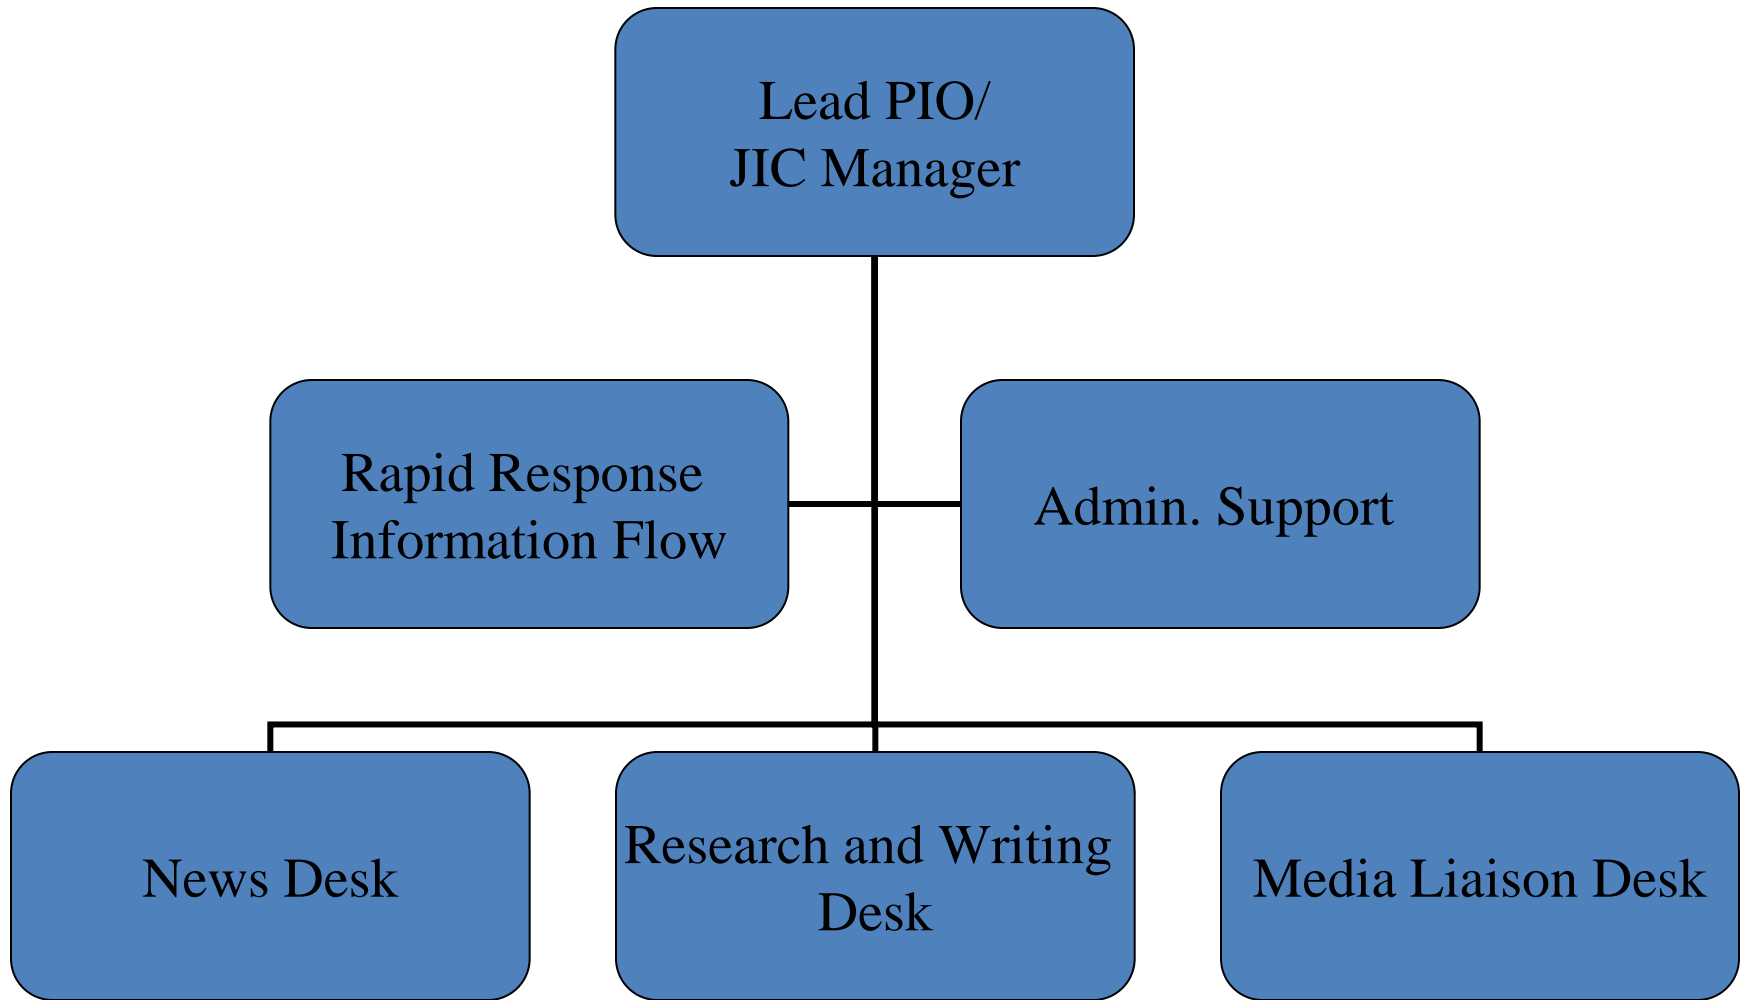 Lead PIO/
JIC Manager
Rapid Response
Information Flow
Admin. Support
News Desk
Research and Writing
Desk
Media Liaison Desk